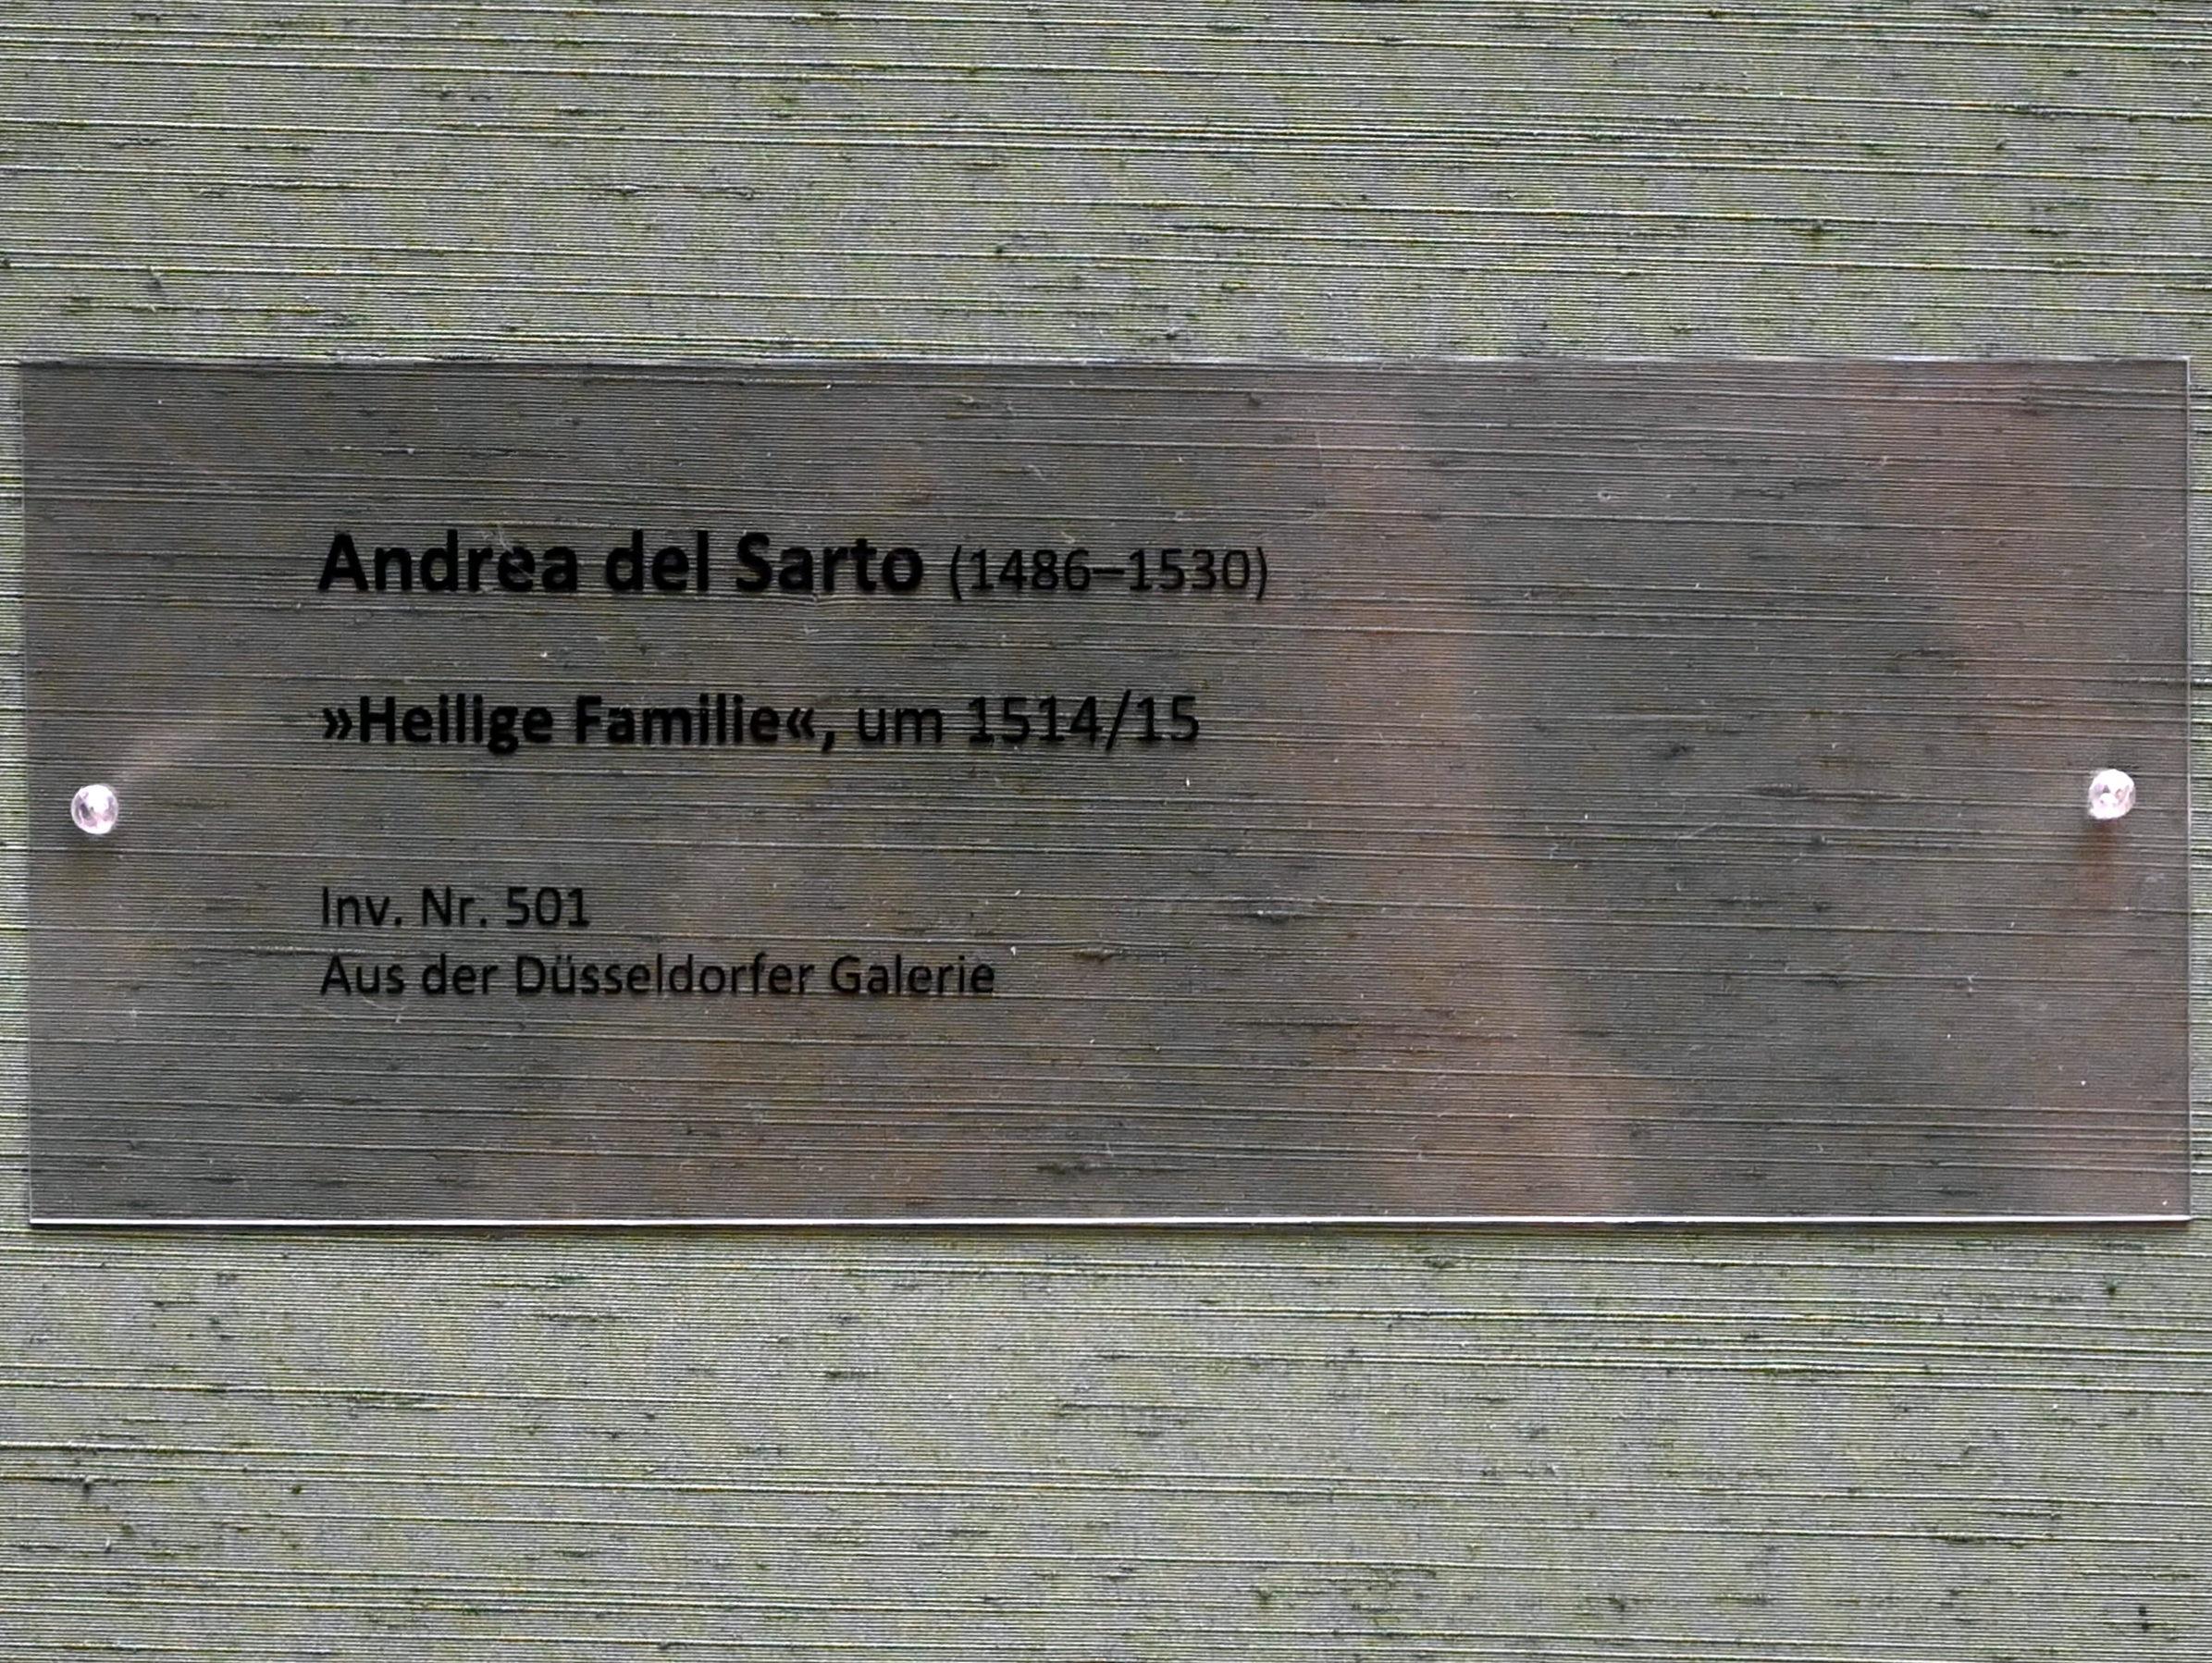 Andrea del Sarto (1486–1530)
»Heilige Familie«, um 1514/15
Inv. Nr. 501
Aus der Düsseldorfer Galerie